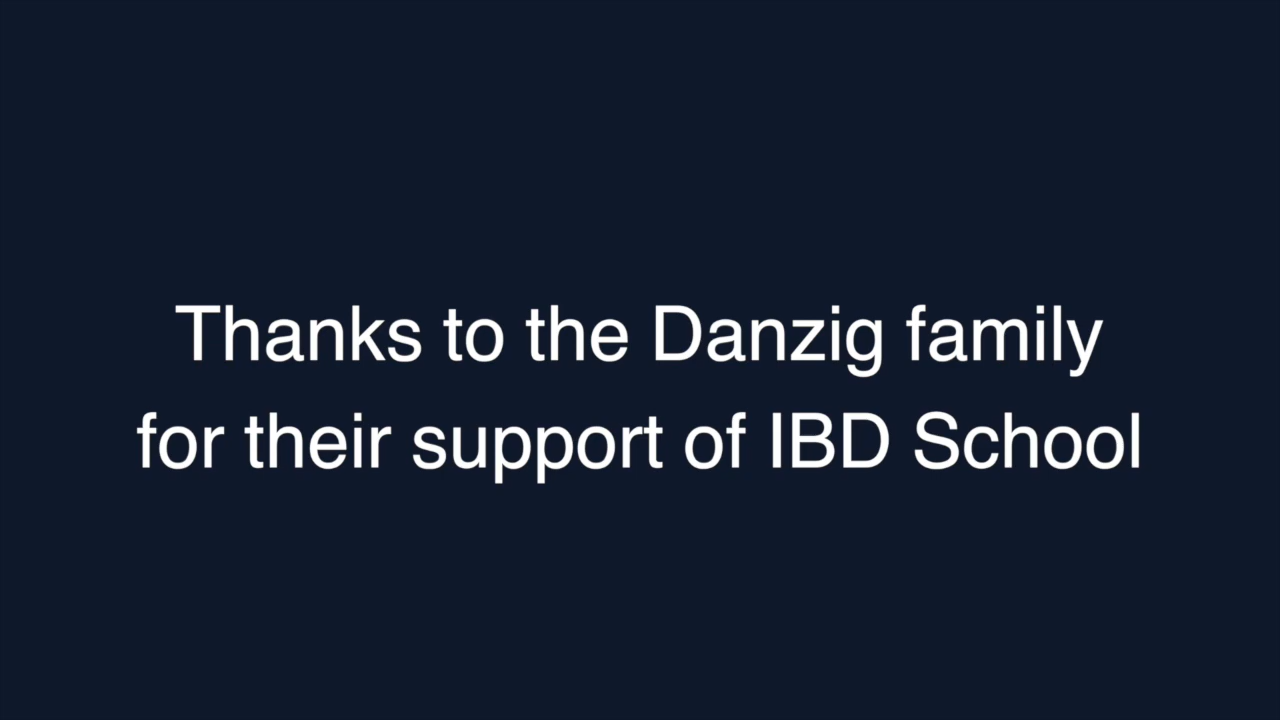 Thanks to the Danzig family
for their support of IBD School